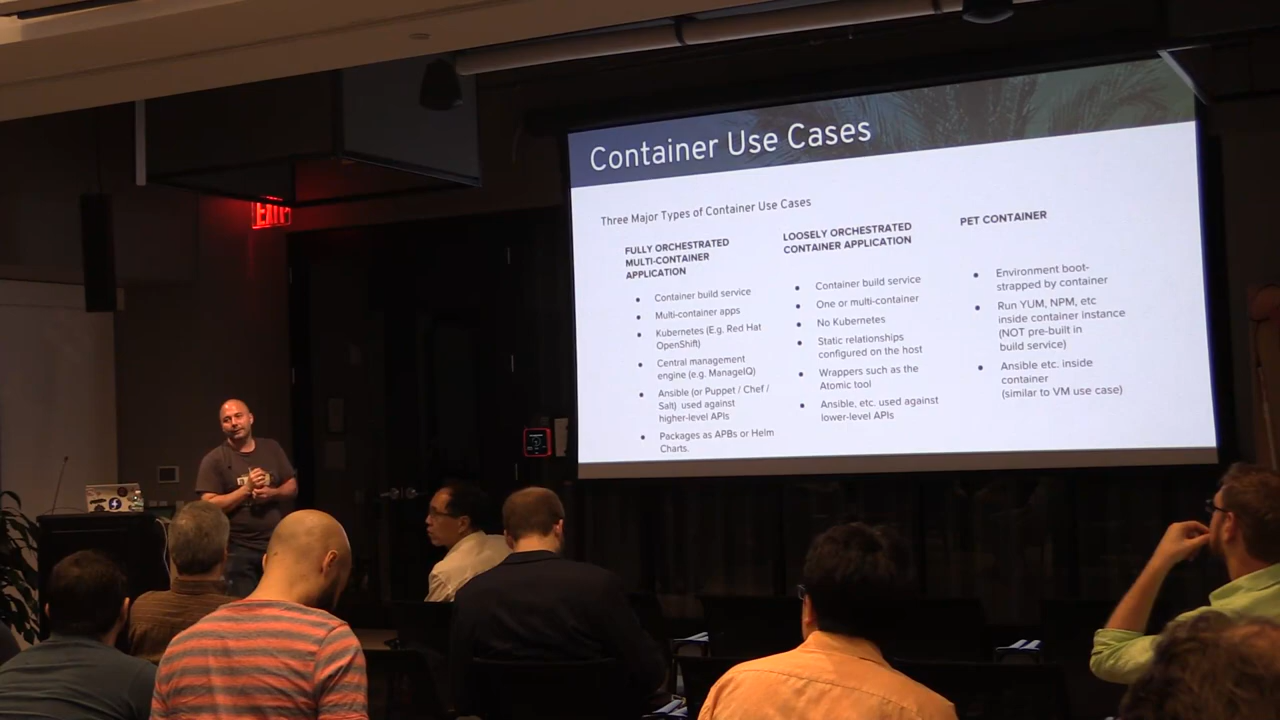 Container Use Cases
Three Major Types of Container Use Cases
FULLY ORCHESTRATED
MULTI-CONTAINER
APPLICATION
Container build service
Multi-container apps
Kubernetes (E.g. Red Hat
OpenShift)
Central management
engine (e.g. ManageIQ)
Ansible (or Puppet / Chef /
Salt) used against
higher-level APIs
Packages as APBs or Helm
Charts.
LOOSELY ORCHESTRATED
CONTAINER APPLICATION
Container build service
One or multi-container
No Kubernetes
Static relationships
configured on the host
Wrappers such as the
Atomic tool
Ansible, etc. used against
lower-level APIs
PET CONTAINER
Environment boot-
strapped by container
Run YUM, NPM, etc
inside container instance
(NOT pre-built in
build service)
Ansible etc. inside
container
(similar to VM use case)
EXIT